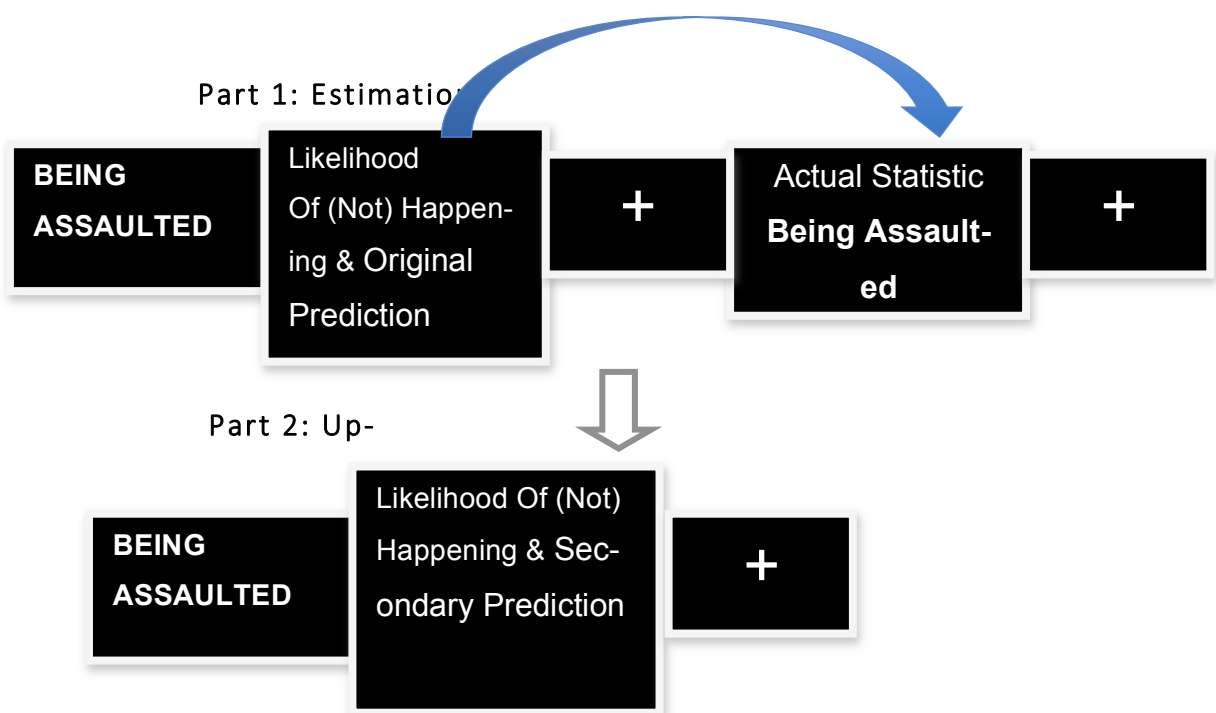 Part 1: Estimation
BEING
ASSAULTED
Likelihood
Of (Not) Happen-
ing & Original
Prediction
+
Actual Statistic
Being Assault-
ed
+
Part 2: Up-
BEING
ASSAULTED
Likelihood Of (Not)
Happening & Sec-
ondary Prediction
+